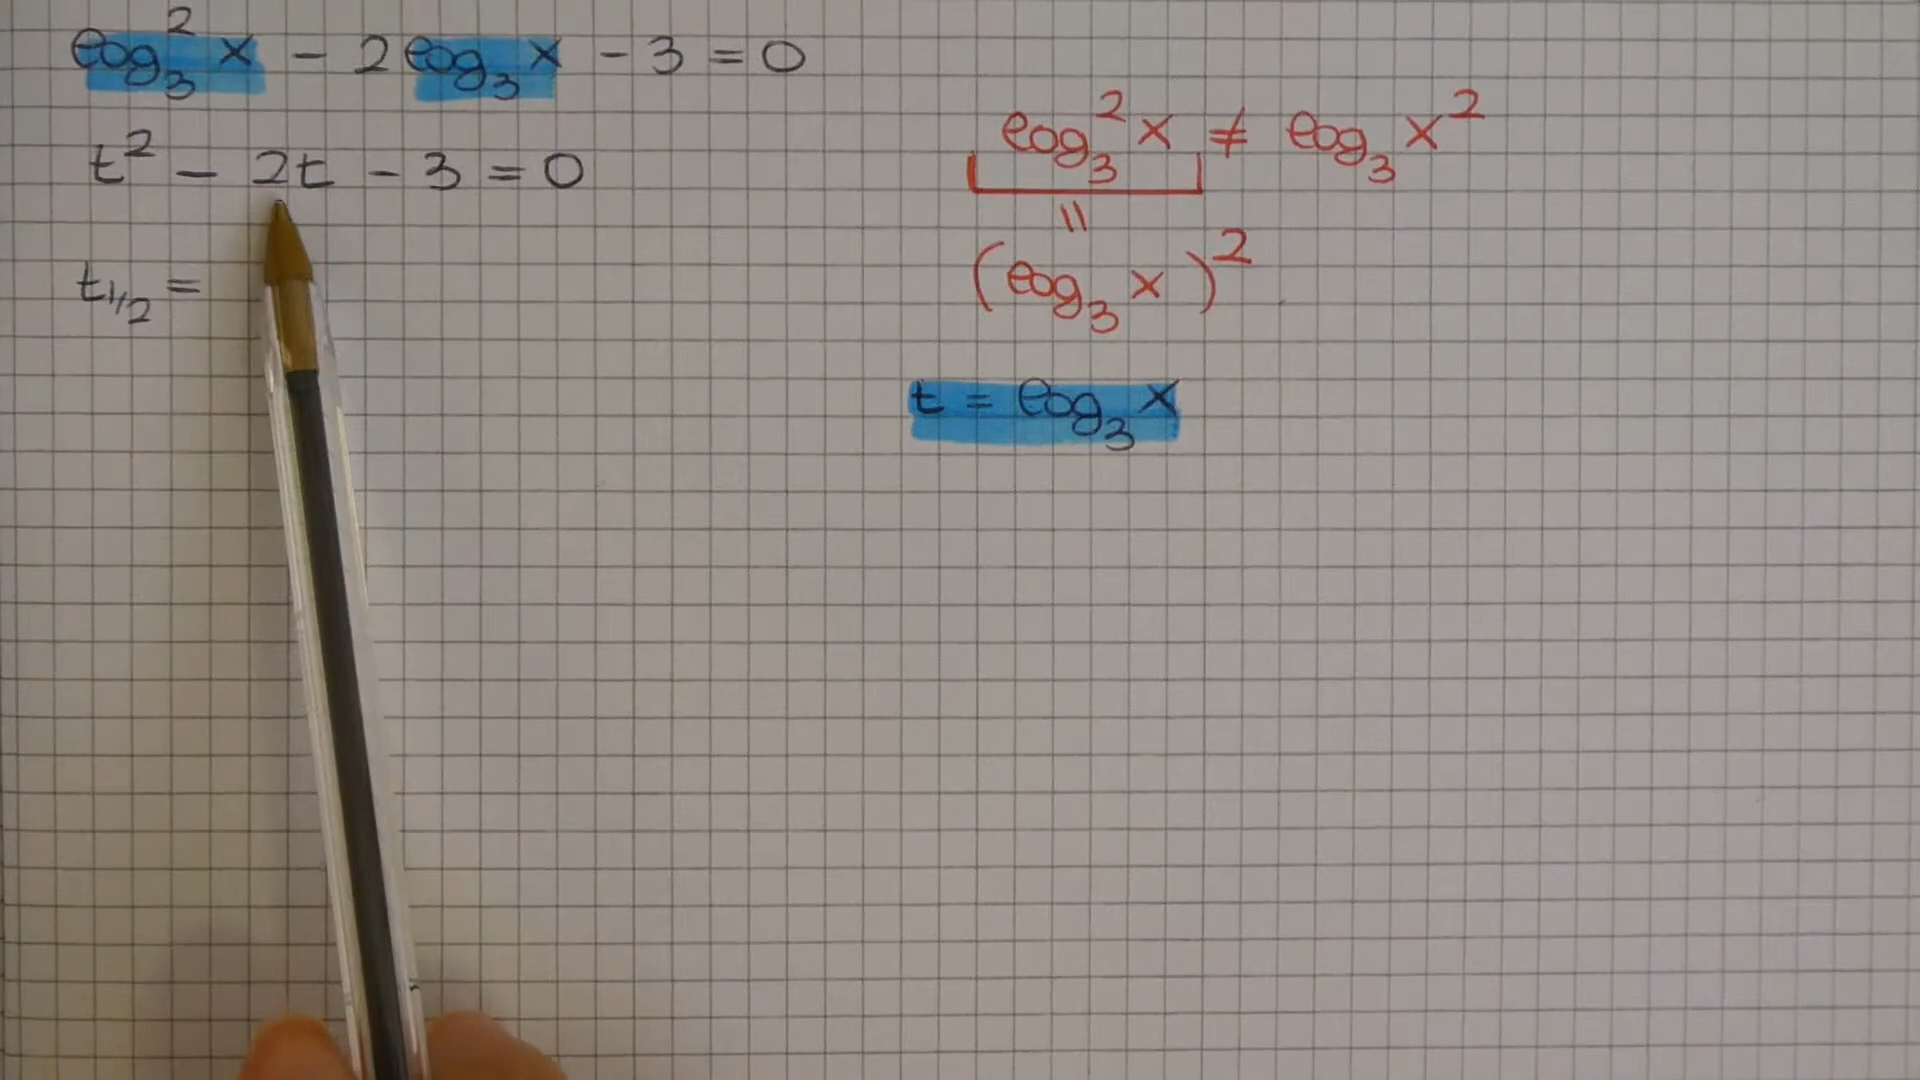 log₃² x - 2 log₃ x - 3 = 0
t² - 2t - 3 = 0
t₁/₂ =
log₃² x ≠ log₃ x²
=
(log₃ x)²
t = log₃ x